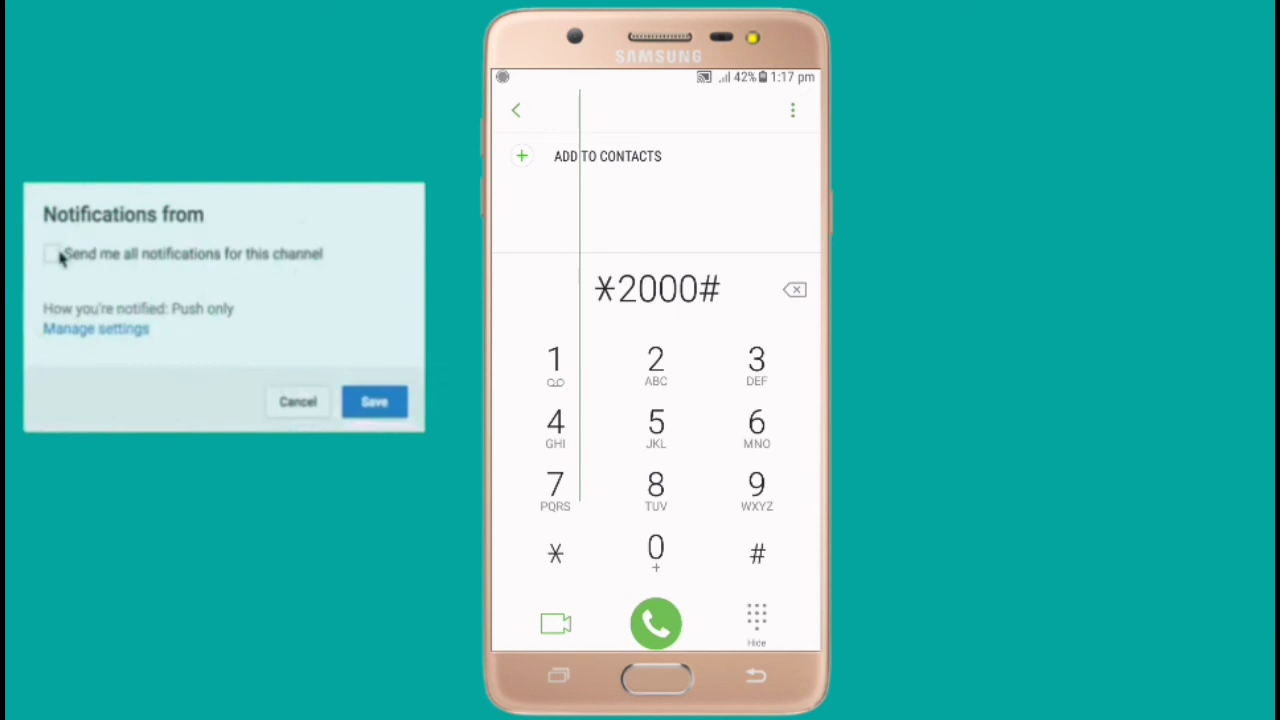 Notifications from
Send me all notifications for this channel
How you're notified: Push only
Manage settings
Cancel
Save
SAMSUNG
42% 1:17 pm
ADD TO CONTACTS
*2000#
1 2 3
ABC DEF
4 5 6
GHI JKL MNO
7 8 9
PQRS TUV WXYZ
* 0 #
+
Hide